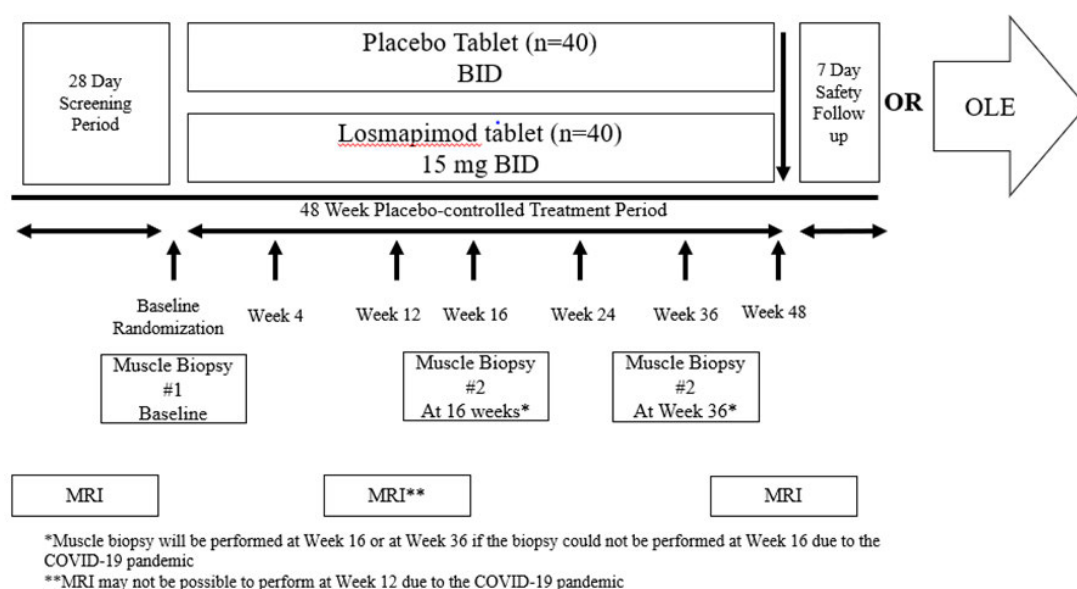 28 Day
Screening
Period
Placebo Tablet (n=40)
BID
Losmapimod tablet (n=40)
15 mg BID
7 Day
Safety
Follow
up
OR
OLE
48 Week Placebo-controlled Treatment Period
Baseline
Randomization
Week 4
Week 12
Week 16
Week 24
Week 36
Week 48
Muscle Biopsy
#1
Baseline
Muscle Biopsy
#2
At 16 weeks*
Muscle Biopsy
#2
At Week 36*
MRI
MRI**
MRI
*Muscle biopsy will be performed at Week 16 or at Week 36 if the biopsy could not be performed at Week 16 due to the
COVID-19 pandemic
**MRI may not be possible to perform at Week 12 due to the COVID-19 pandemic